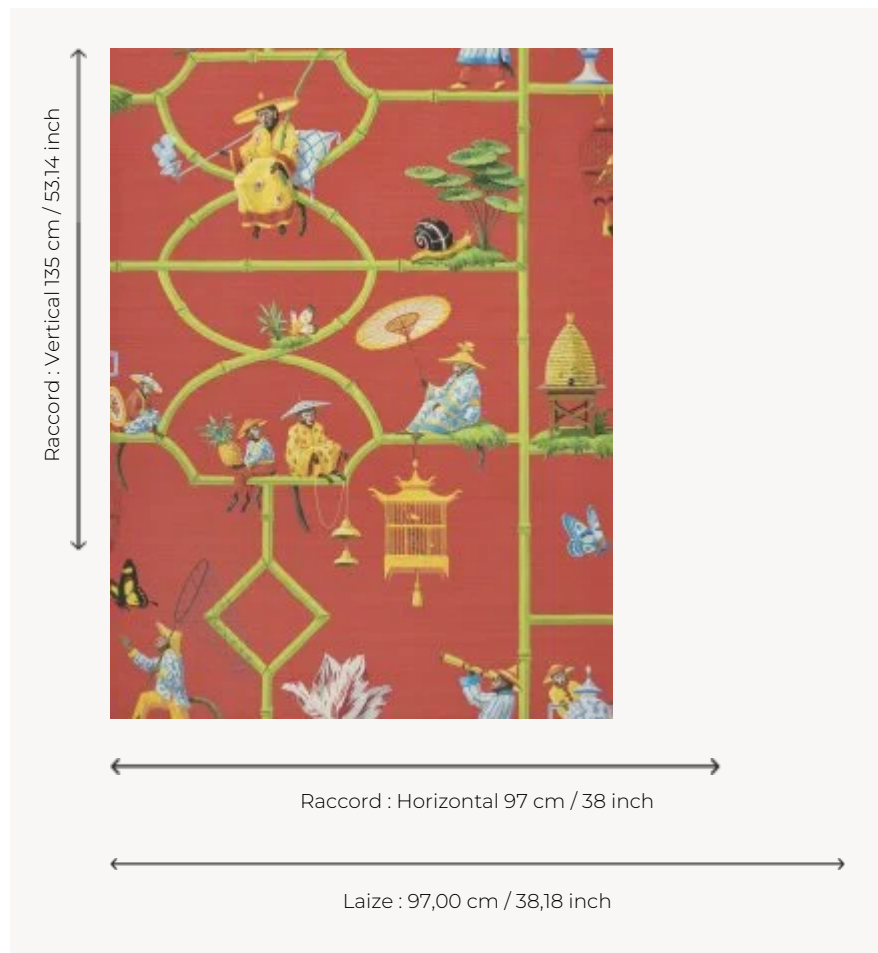 Raccord : Vertical 135 cm / 53.14 inch
Raccord : Horizontal 97 cm / 38 inch
Laize : 97,00 cm / 38,18 inch